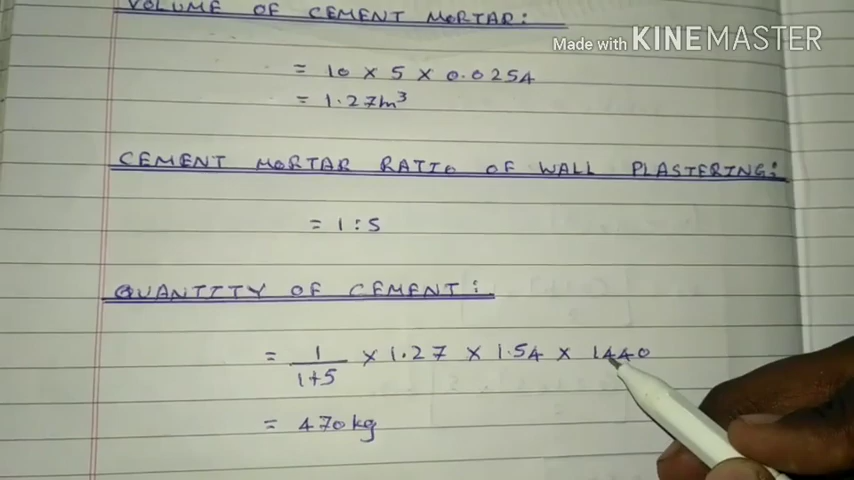 VOLUME OF CEMENT MORTAR:
Made with KINEMASTER
= 10 × 5 × 0.0254
= 1.27m³
CEMENT MORTAR RATIO OF WALL PLASTERING:
= 1:5
QUANTITY OF CEMENT:
= 1/(1+5) × 1.27 × 1.54 × 1440
= 470kg